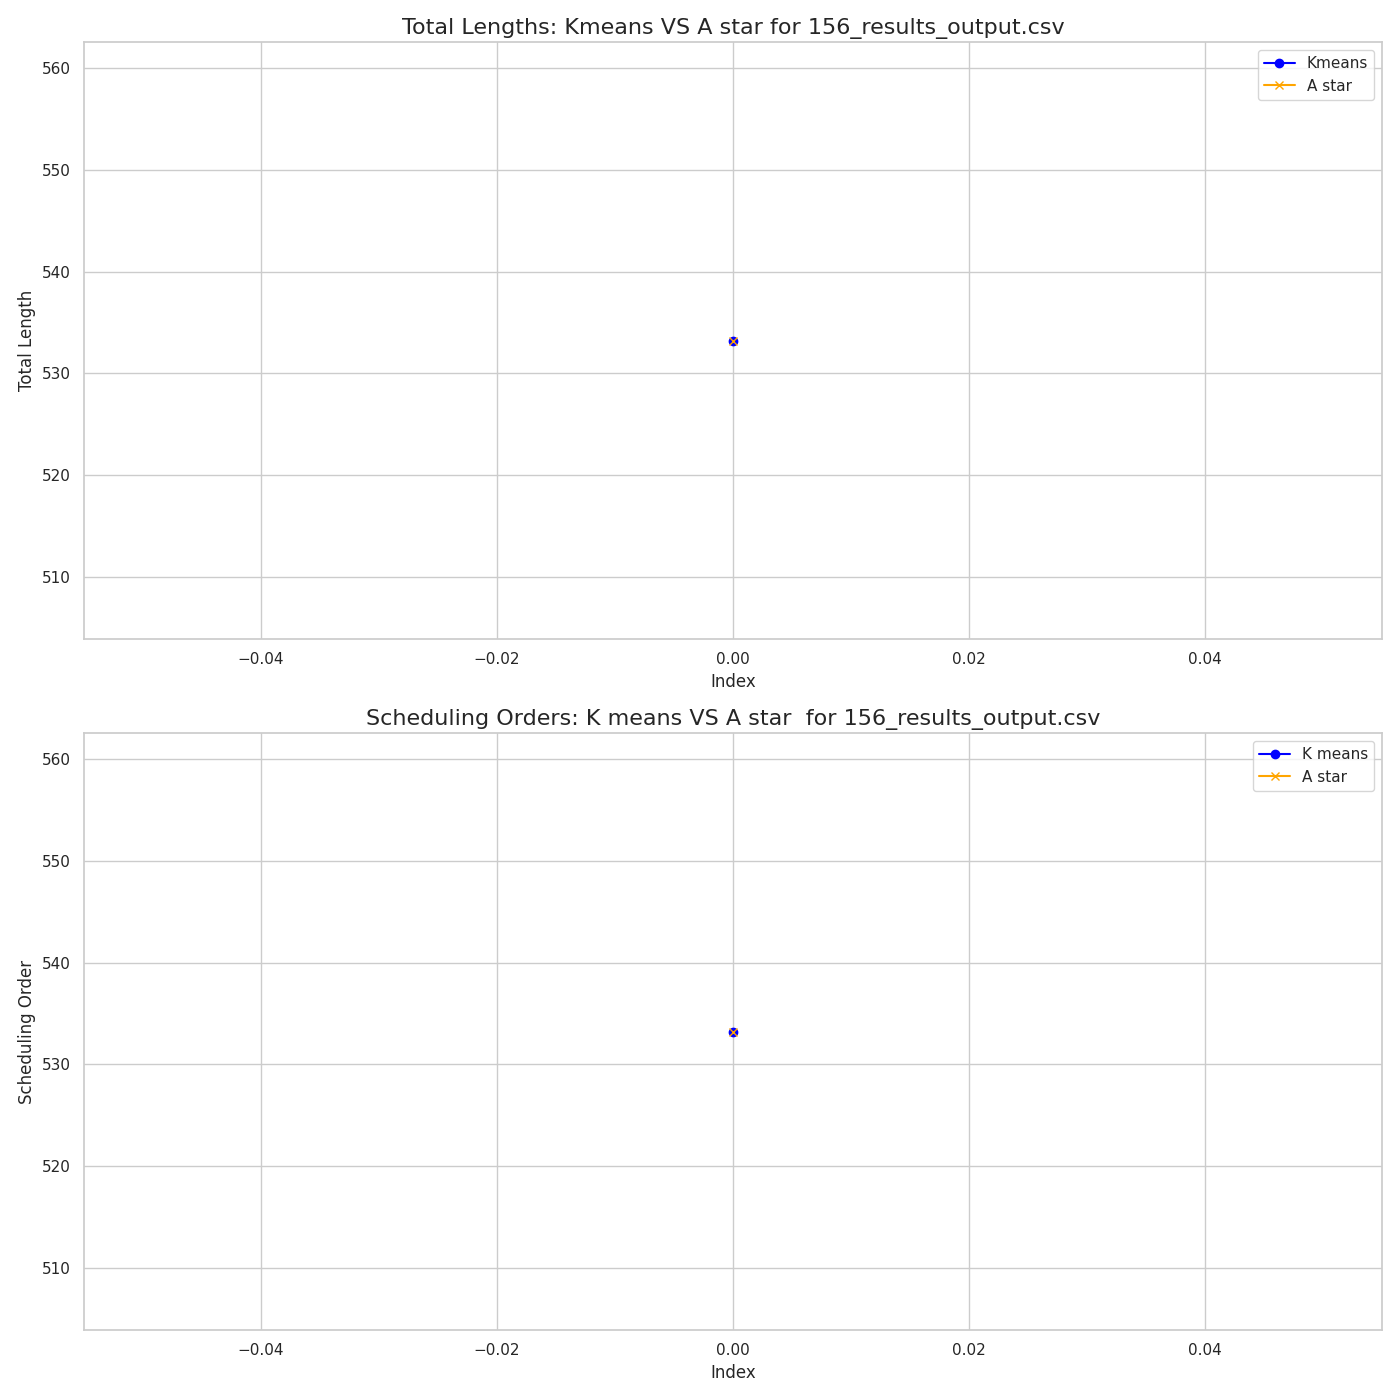 Total Lengths: Kmeans VS A star for 156_results_output.csv
Kmeans
A star
560
550
540
530
520
510
Total Length
−0.04
−0.02
0.00
0.02
0.04
Index
Scheduling Orders: K means VS A star  for 156_results_output.csv
K means
A star
560
550
540
530
520
510
Scheduling Order
−0.04
−0.02
0.00
0.02
0.04
Index